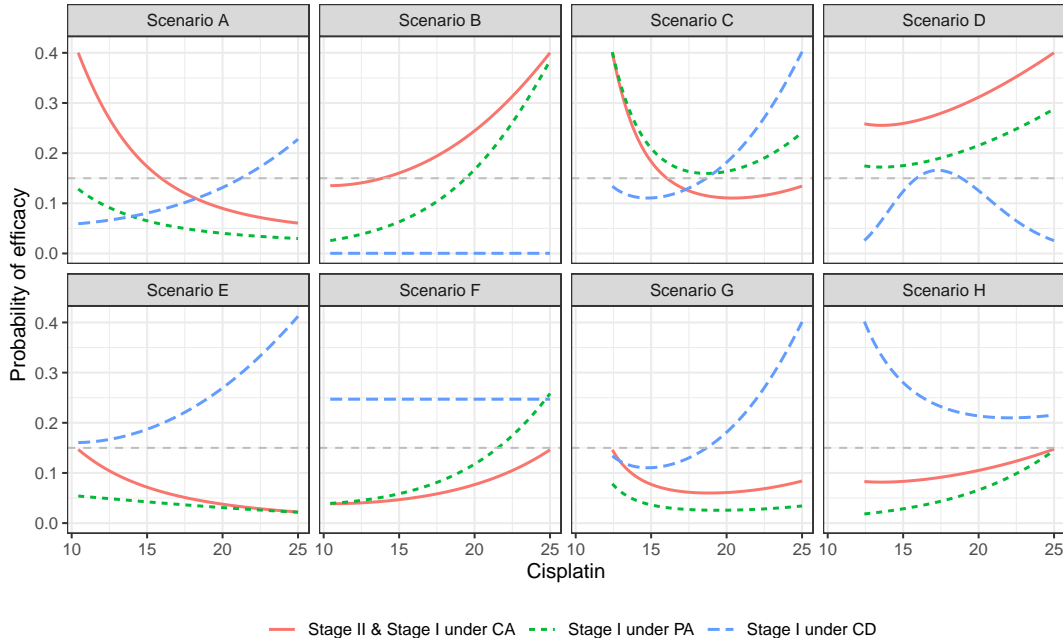 Scenario A Scenario B Scenario C Scenario D
0.4
0.3
0.2
0.1
0.0
Scenario E Scenario F Scenario G Scenario H
0.4
0.3
0.2
0.1
0.0
10 15 20 25 10 15 20 25 10 15 20 25 10 15 20 25
Probability of efficacy
Cisplatin
Stage II & Stage I under CA Stage I under PA Stage I under CD